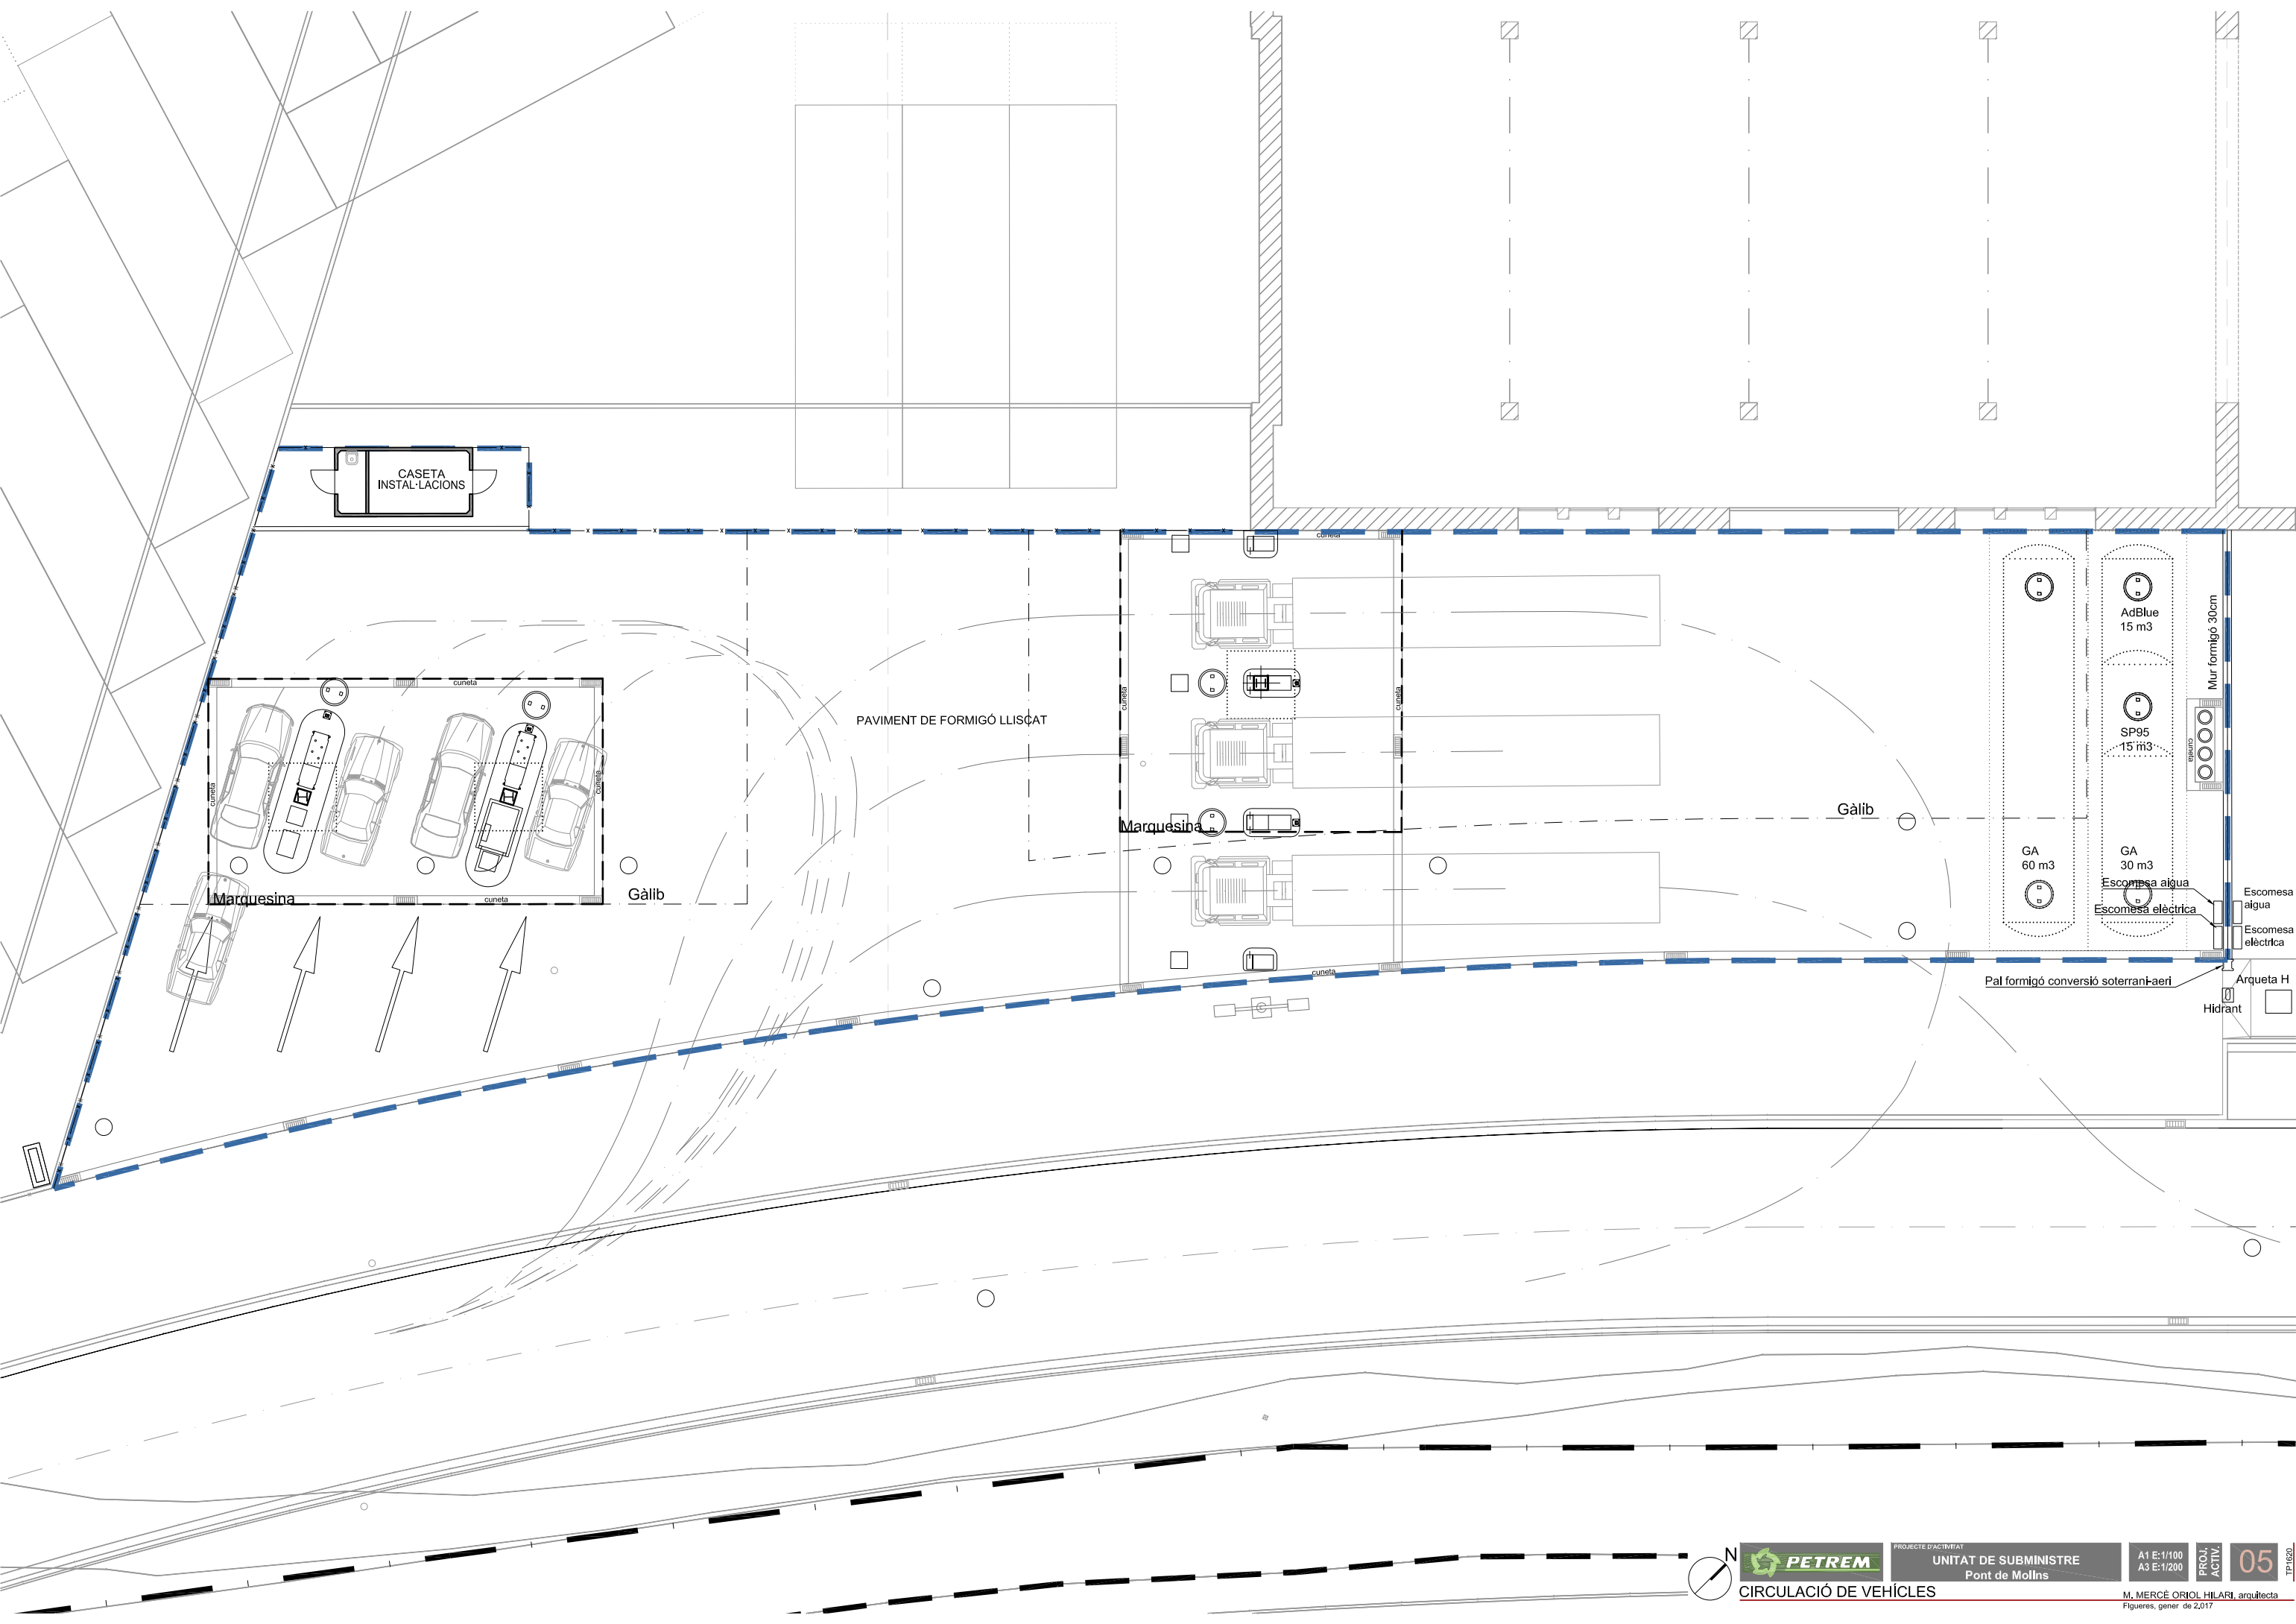 CASETA
INSTAL·LACIONS
cuneta
AdBlue
15 m3
Mur formigó 30cm
cuneta
PAVIMENT DE FORMIGÓ LLISCAT
cuneta
cuneta
SP95
15 m3
cuneta
cuneta
cuneta
Gàlib
Marquesina
GA
60 m3
GA
30 m3
Escomesa aigua
Escomesa elèctrica
Escomesa
aigua
Escomesa
elèctrica
Marquesina
cuneta
Gàlib
cuneta
Pal formigó conversió soterrani-aeri
Arqueta H
Hidrant
N
PETREM
PROJECTE D'ACTIVITAT
UNITAT DE SUBMINISTRE
Pont de Molins
A1 E:1/100
A3 E:1/200
PROJ.
ACTIV.
05
TP1620
CIRCULACIÓ DE VEHÍCLES
M. MERCÈ ORIOL HILARI, arquitecta
Figueres, gener de 2.017